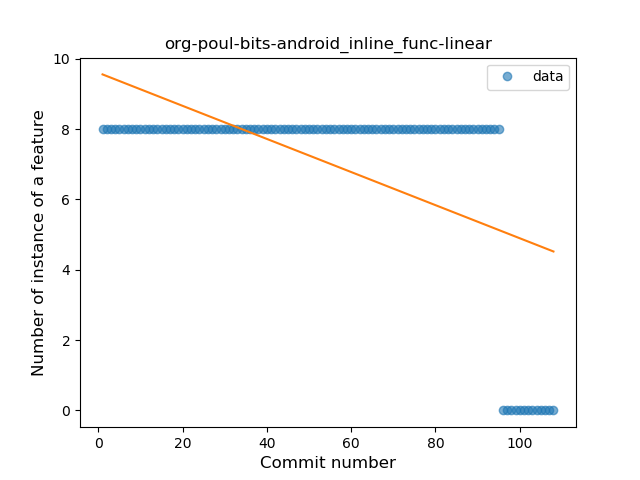 org-poul-bits-android_inline_func-linear
data
Number of instance of a feature
10
8
6
4
2
0
0 20 40 60 80 100
Commit number